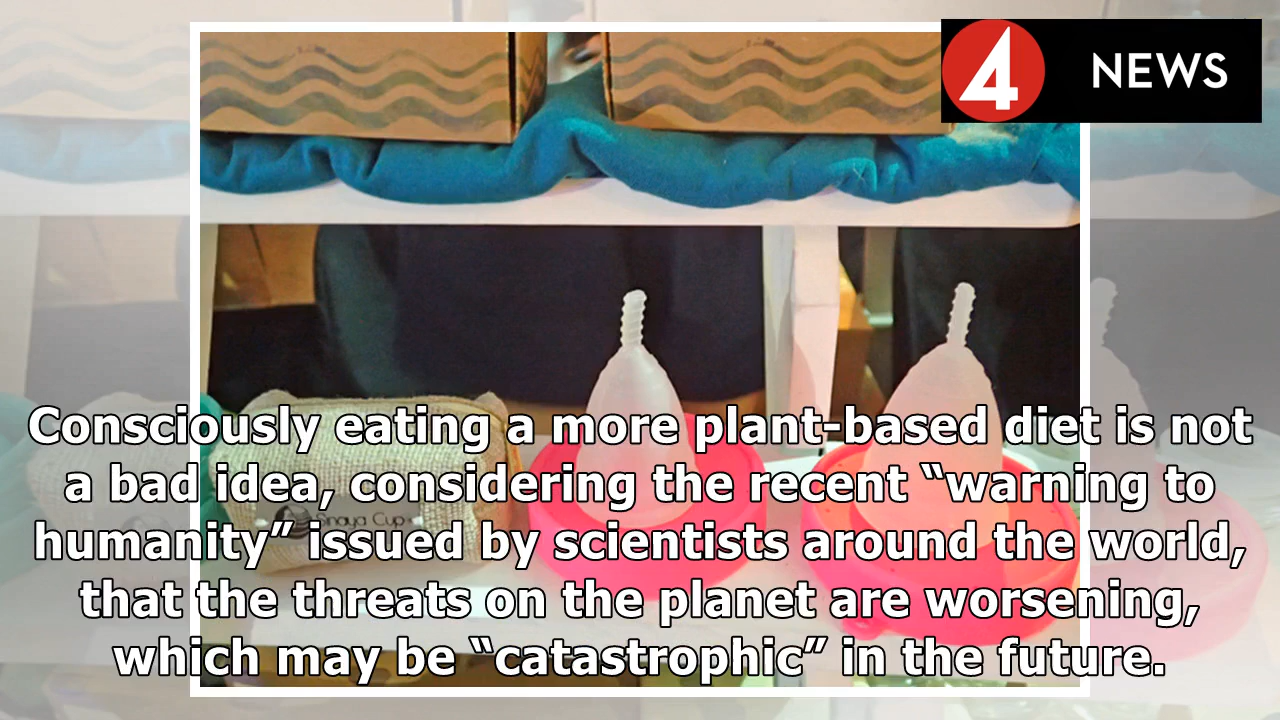 4 NEWS
Consciously eating a more plant-based diet is not
a bad idea, considering the recent “warning to
humanity” issued by scientists around the world,
that the threats on the planet are worsening,
which may be “catastrophic” in the future.
Sinaya Cup